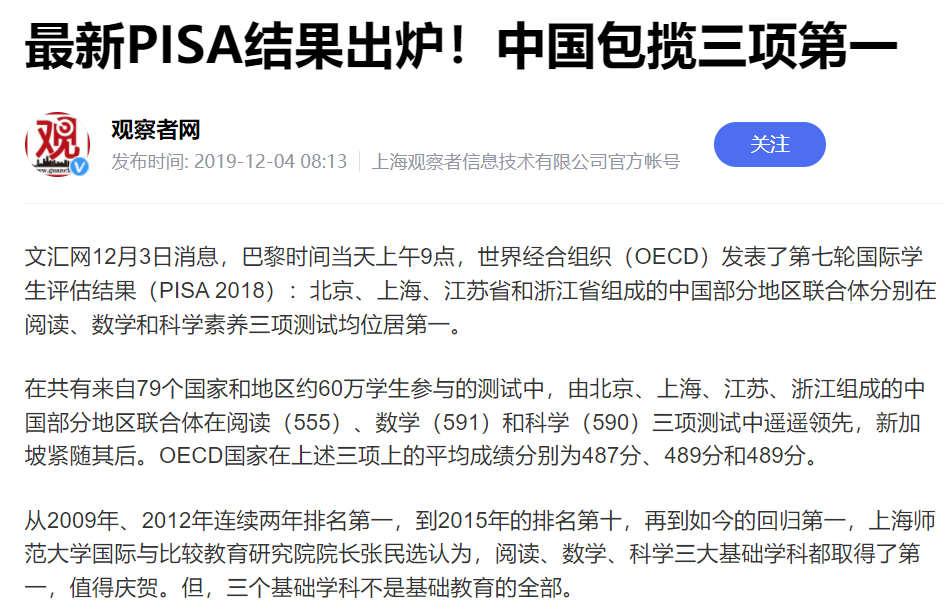 最新PISA结果出炉！中国包揽三项第一
观
观察者网
发布时间: 2019-12-04 08:13 | 上海观察者信息技术有限公司官方帐号
关注
文汇网12月3日消息，巴黎时间当天上午9点，世界经合组织（OECD）发表了第七轮国际学
生评估结果（PISA 2018）：北京、上海、江苏省和浙江省组成的中国部分地区联合体分别在
阅读、数学和科学素养三项测试均位居第一。
在共有来自79个国家和地区约60万学生参与的测试中，由北京、上海、江苏、浙江组成的中
国部分地区联合体在阅读（555）、数学（591）和科学（590）三项测试中遥遥领先，新加
坡紧随其后。OECD国家在上述三项上的平均成绩分别为487分、489分和489分。
从2009年、2012年连续两年排名第一，到2015年的排名第十，再到如今的回归第一，上海师
范大学国际与比较教育研究院院长张民选认为，阅读、数学、科学三大基础学科都取得了第
一，值得庆贺。但，三个基础学科不是基础教育的全部。